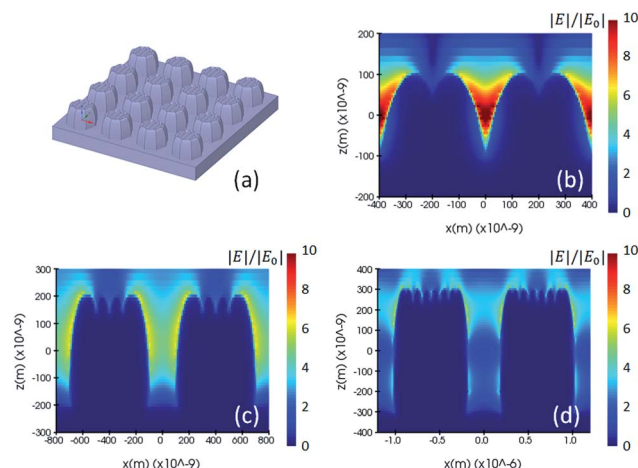 (a)
|E|/|E₀|
z(m) (x10^-9)
200
100
0
-100
-200
-400 -300 -200 -100 0 100 200 300 400
x(m) (x10^-9)
(b)
10
8
6
4
2
0
|E|/|E₀|
z(m) (x10^-9)
300
200
100
0
-100
-200
-300
-800 -600 -400 -200 0 200 400 600 800
x(m) (x10^-9)
(c)
10
8
6
4
2
0
|E|/|E₀|
z(m) (x10^-9)
400
300
200
100
0
-100
-200
-300
-400
-1.0 -0.5 0.0 0.5 1.0
x(m) (x10^-6)
(d)
10
8
6
4
2
0